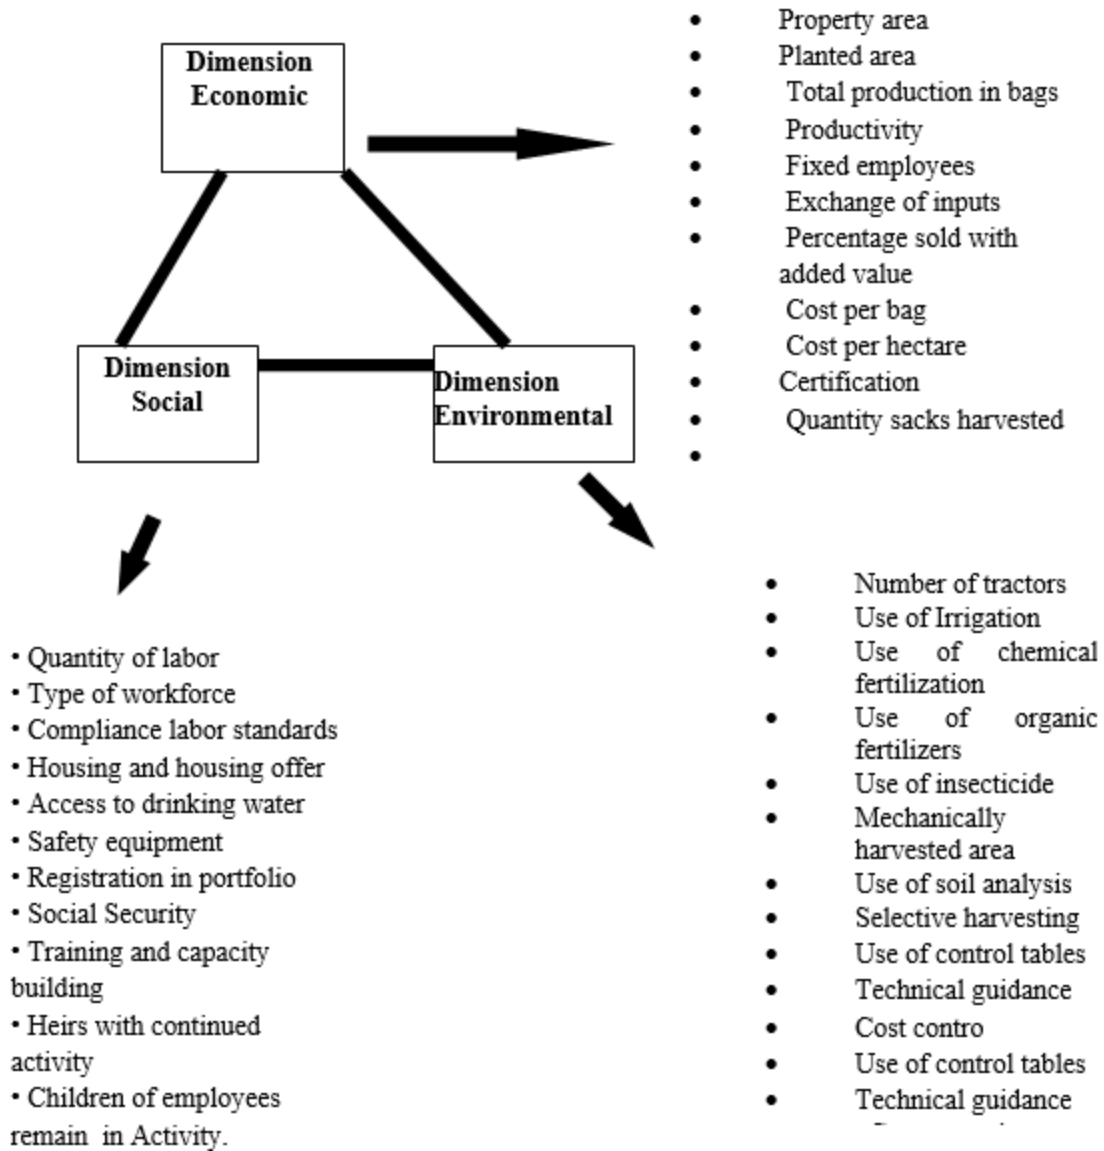 Dimension
Economic
• Property area
• Planted area
• Total production in bags
• Productivity
• Fixed employees
• Exchange of inputs
• Percentage sold with
added value
• Cost per bag
• Cost per hectare
• Certification
• Quantity sacks harvested
•
Dimension
Social
Dimension
Environmental
• Quantity of labor
• Type of workforce
• Compliance labor standards
• Housing and housing offer
• Access to drinking water
• Safety equipment
• Registration in portfolio
• Social Security
• Training and capacity
building
• Heirs with continued
activity
• Children of employees
remain in Activity.
• Number of tractors
• Use of Irrigation
• Use of chemical
fertilization
• Use of organic
fertilizers
• Use of insecticide
• Mechanically
harvested area
• Use of soil analysis
• Selective harvesting
• Use of control tables
• Technical guidance
• Cost contro
• Use of control tables
• Technical guidance